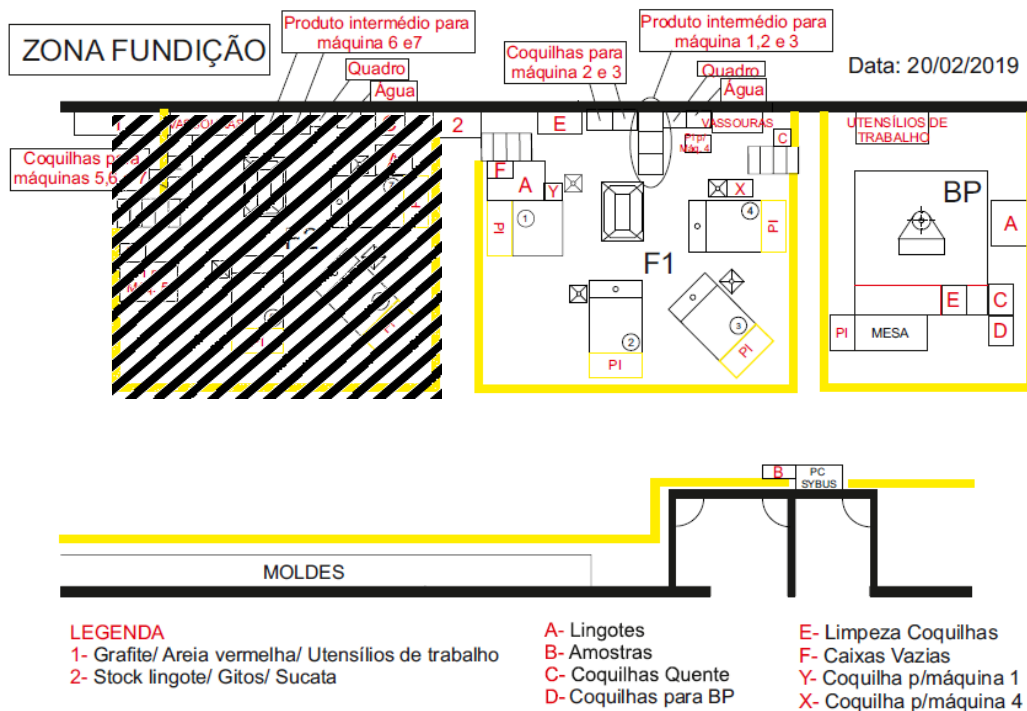 ZONA FUNDIÇÃO
Produto intermédio para
máquina 6 e7
Quadro
Água
Coquilhas para
máquina 2 e 3
Produto intermédio para
máquina 1,2 e 3
Quadro
Água
Data: 20/02/2019
2
E
VASSOURAS
PI p/
Máq. 4
C
UTENSÍLIOS DE
TRABALHO
Coquilhas
máquinas 5,6
F
A
Y
1
PI
X
4
PI
F1
2
PI
3
PI
BP
A
E
C
D
PI
MESA
B
PC
SYBUS
MOLDES
LEGENDA
1- Grafite/ Areia vermelha/ Utensílios de trabalho
2- Stock lingote/ Gitos/ Sucata
A- Lingotes
B- Amostras
C- Coquilhas Quente
D- Coquilhas para BP
E- Limpeza Coquilhas
F- Caixas Vazias
Y- Coquilha p/máquina 1
X- Coquilha p/máquina 4